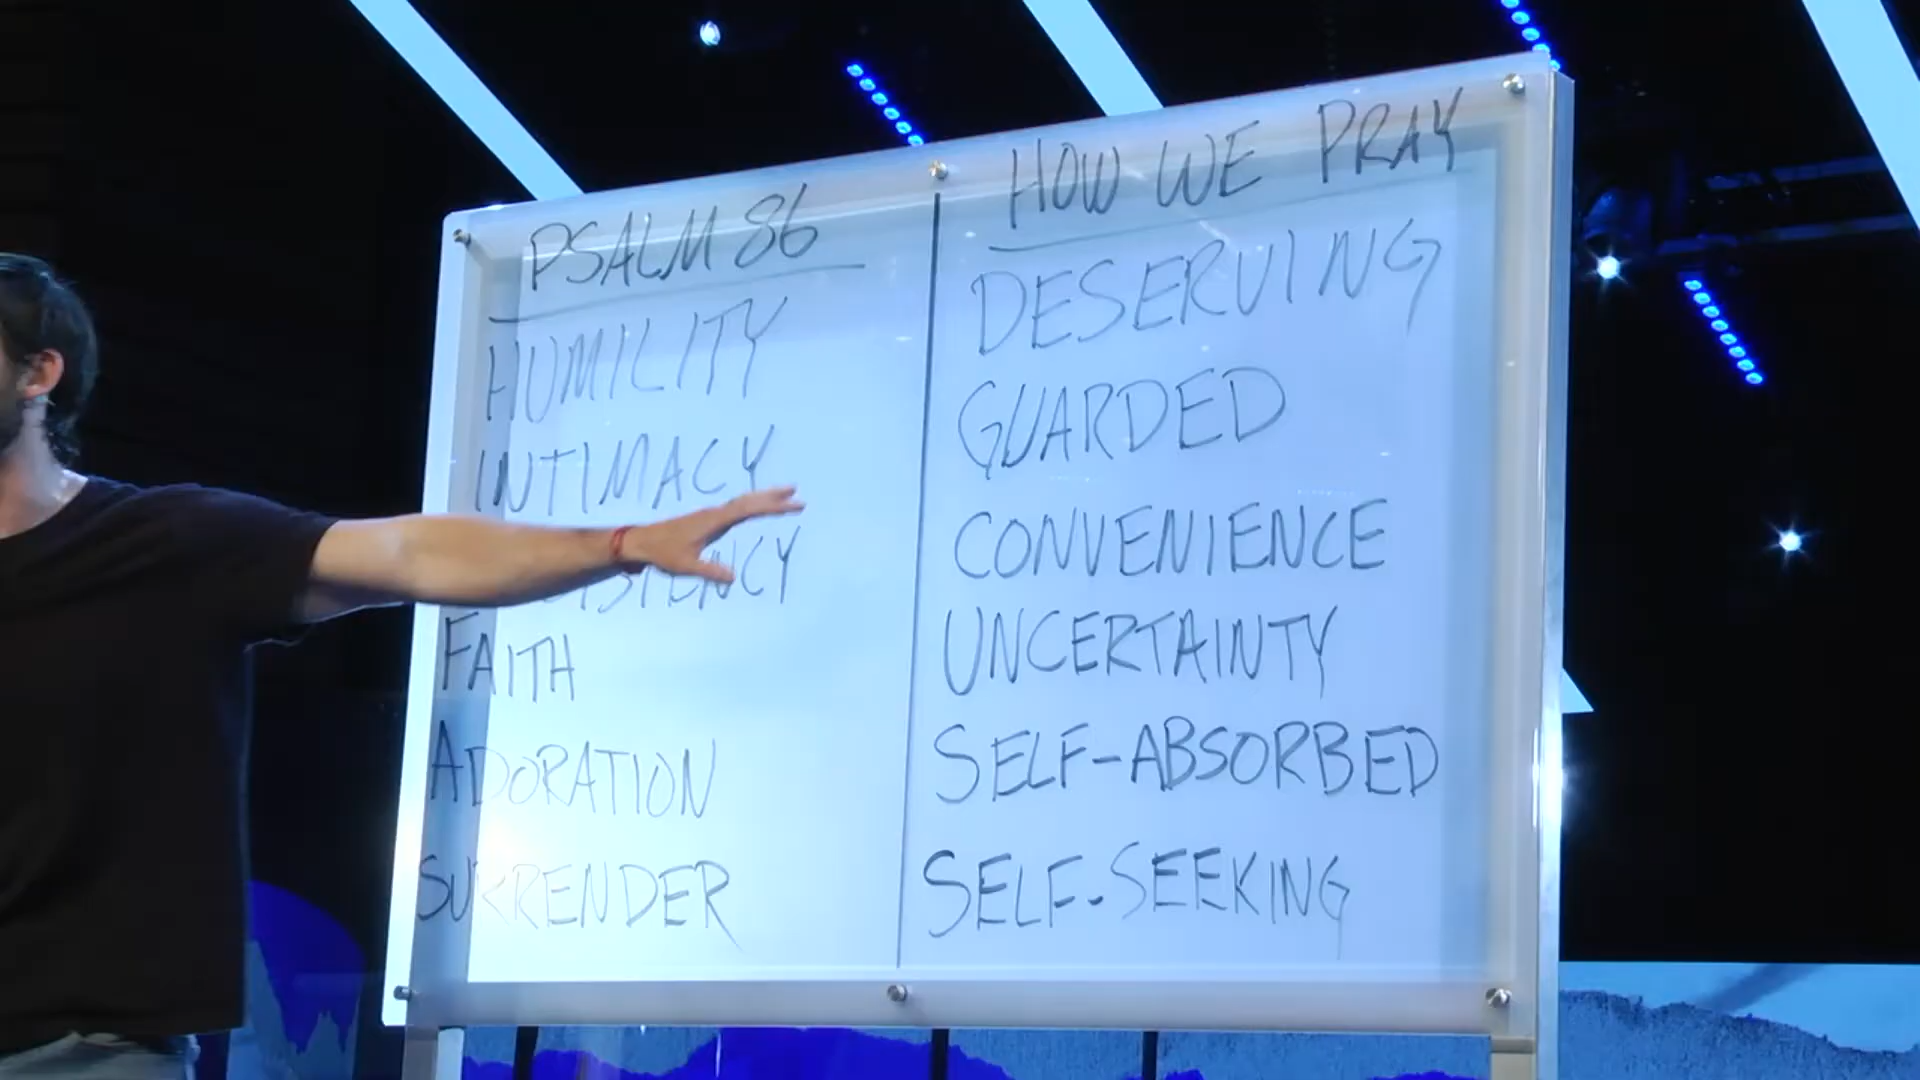 PSALM 86
HUMILITY
INTIMACY
FAITH
ADORATION
SURRENDER
HOW WE PRAY
DESERVING
GUARDED
CONVENIENCE
UNCERTAINTY
SELF-ABSORBED
SELF-SEEKING